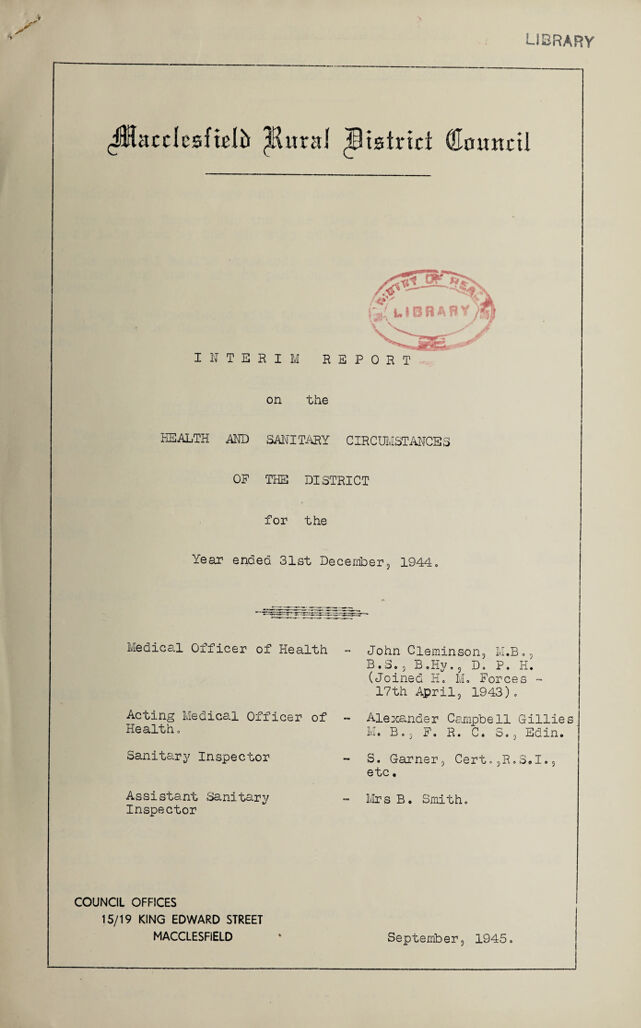 LIBRARY
Macclesfield Rural District Council
MINISTRY OF HEALTH
LIBRARY
INTERIM REPORT
on the
HEALTH AND SANITARY CIRCUMSTANCES
OF THE DISTRICT
for the
Year ended 31st December, 1944.
Medical Officer of Health - John Cleminson, M.B.,
B.S., B.Hy., D. P. H.
(Joined H. M. Forces -
17th April, 1943).
Acting Medical Officer of - Alexander Campbell Gillies
Health. M. B., F. R. C. S., Edin.
Sanitary Inspector - S. Garner, Cert.,R.S.I.,
etc.
Assistant Sanitary - Mrs B. Smith.
Inspector
COUNCIL OFFICES
15/19 KING EDWARD STREET
MACCLESFIELD September, 1945.